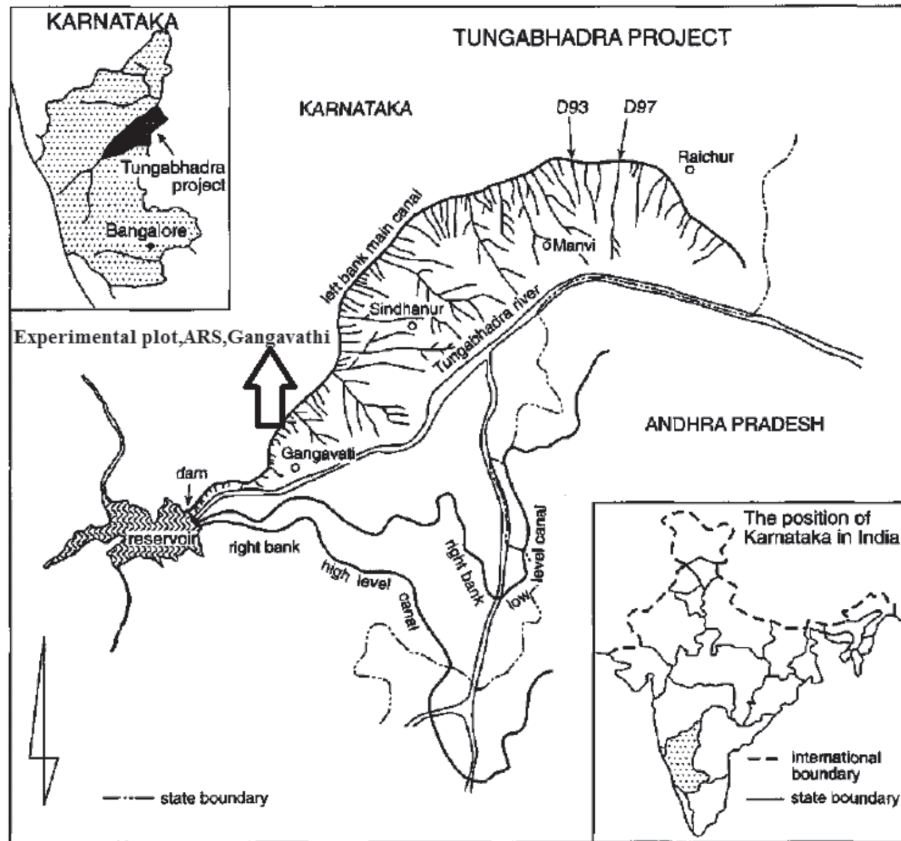 KARNATAKA
Tungabhadra
project
Bangalore
TUNGABHADRA PROJECT
KARNATAKA
D93
D97
Raichur
Manvi
left bank main canal
Sindhanur
Tungabhadra river
Experimental plot,ARS,Gangavathi
ANDHRA PRADESH
Gangavati
dam
reservoir
right bank
high level
canal
right bank
low level canal
state boundary
The position of
Karnataka in India
international
boundary
state boundary